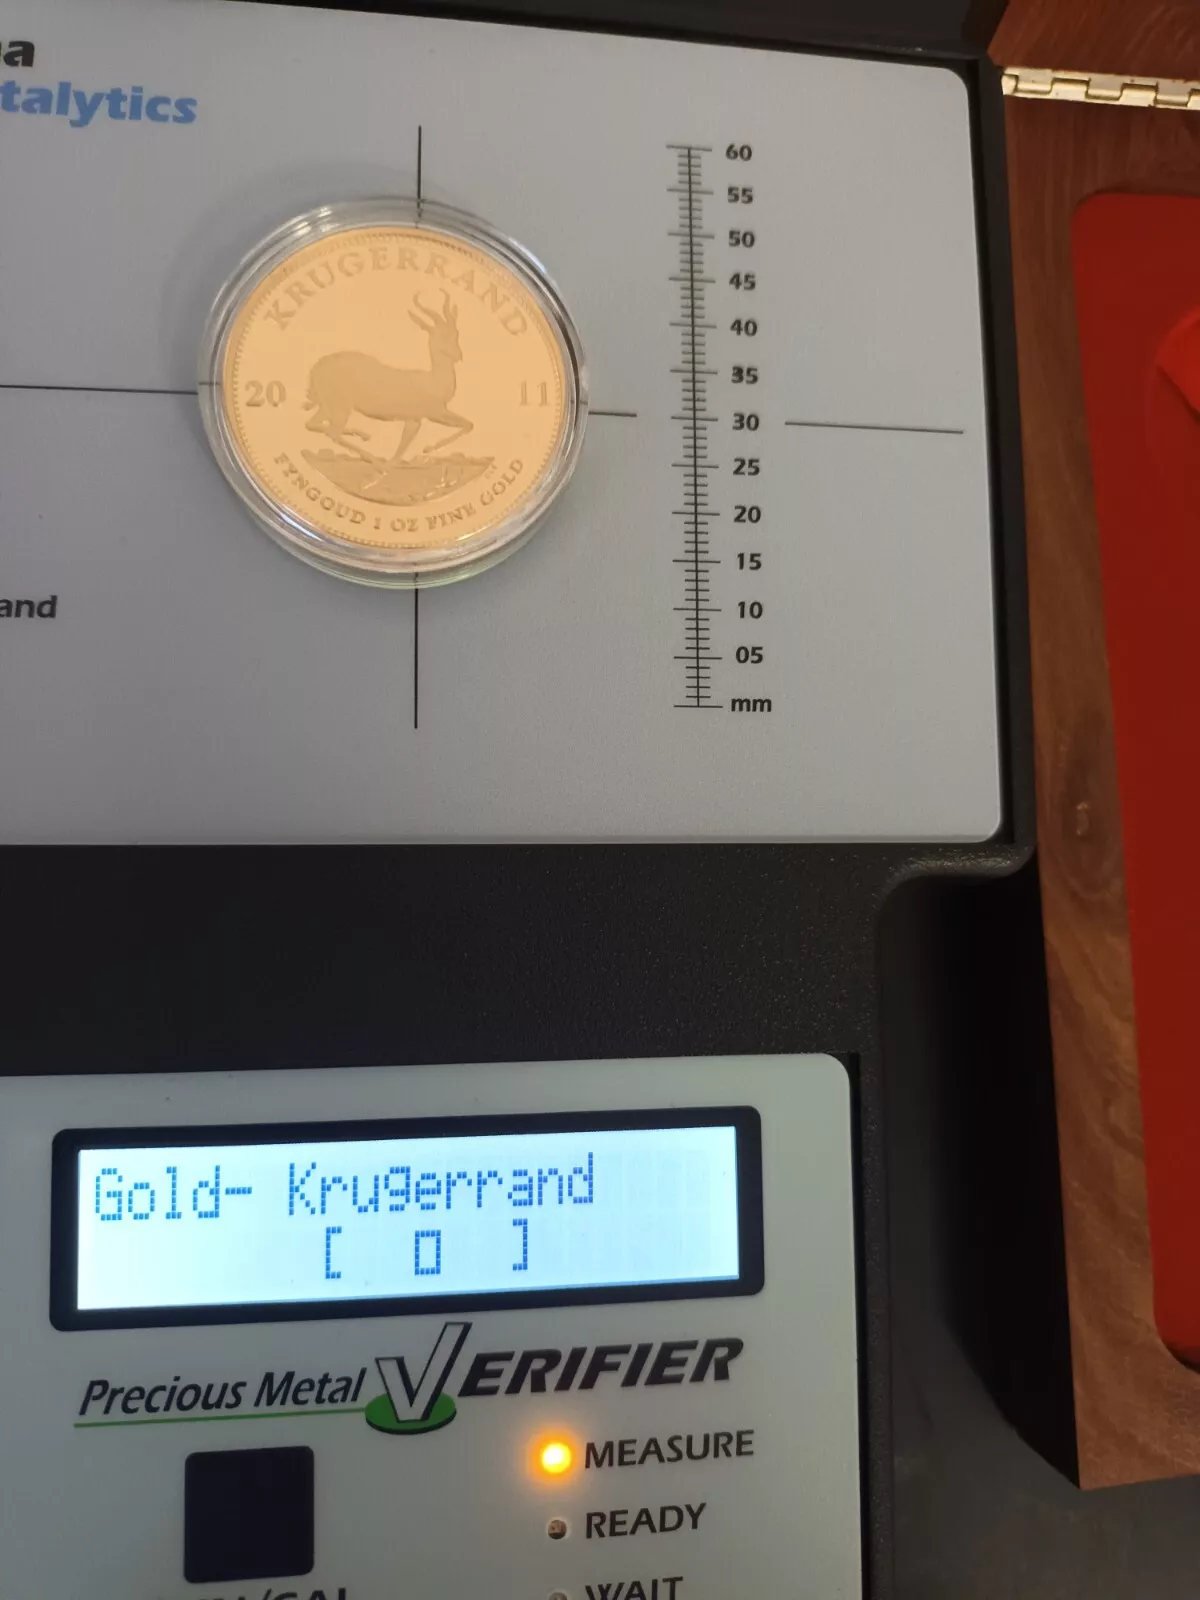 talytics
KRUGERRAND
20 11
FYNGOUD 1 OZ FINE GOLD
60
55
50
45
40
35
30
25
20
15
10
05
mm
and
Gold- Krugerrand
[ 0 ]
Precious Metal VERIFIER
MEASURE
READY
WAIT